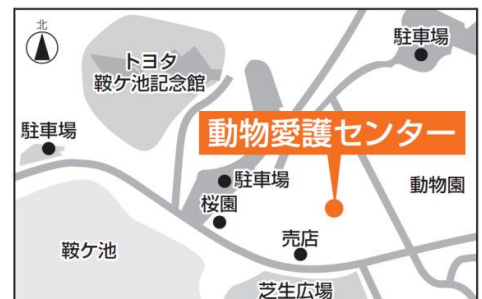 北
駐車場
トヨタ
鞍ケ池記念館
動物愛護センター
駐車場
駐車場
動物園
桜園
売店
鞍ケ池
芝生広場